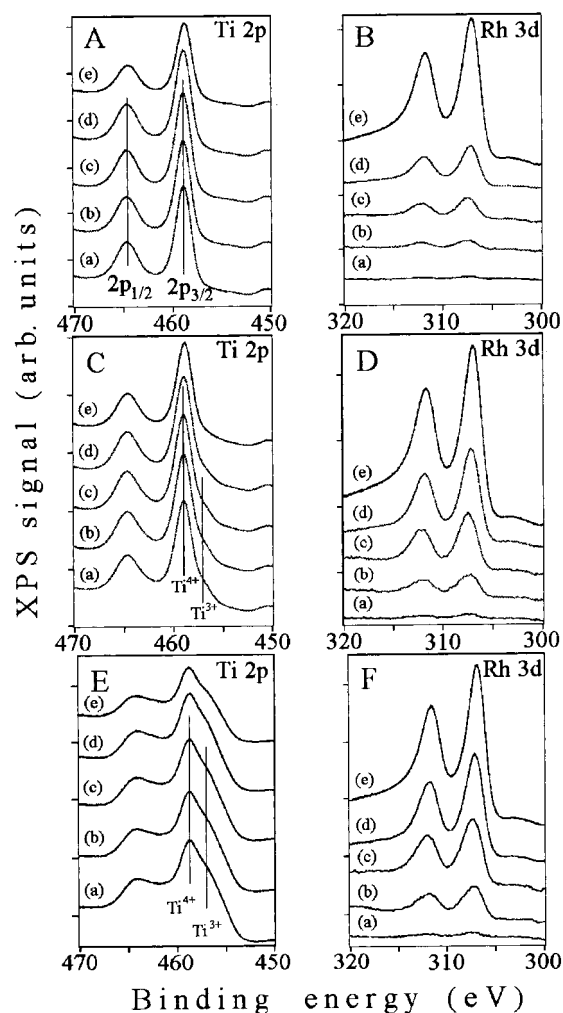 A
Ti 2p
(e)
(d)
(c)
(b)
(a)
2p1/2
2p3/2
470
460
450
B
Rh 3d
(e)
(d)
(c)
(b)
(a)
320
310
300
C
Ti 2p
(e)
(d)
(c)
(b)
(a)
Ti4+
Ti3+
470
460
450
D
Rh 3d
(e)
(d)
(c)
(b)
(a)
320
310
300
E
Ti 2p
(e)
(d)
(c)
(b)
(a)
Ti4+
Ti3+
470
460
450
F
Rh 3d
(e)
(d)
(c)
(b)
(a)
320
310
300
XPS signal (arb. units)
Binding energy (eV)